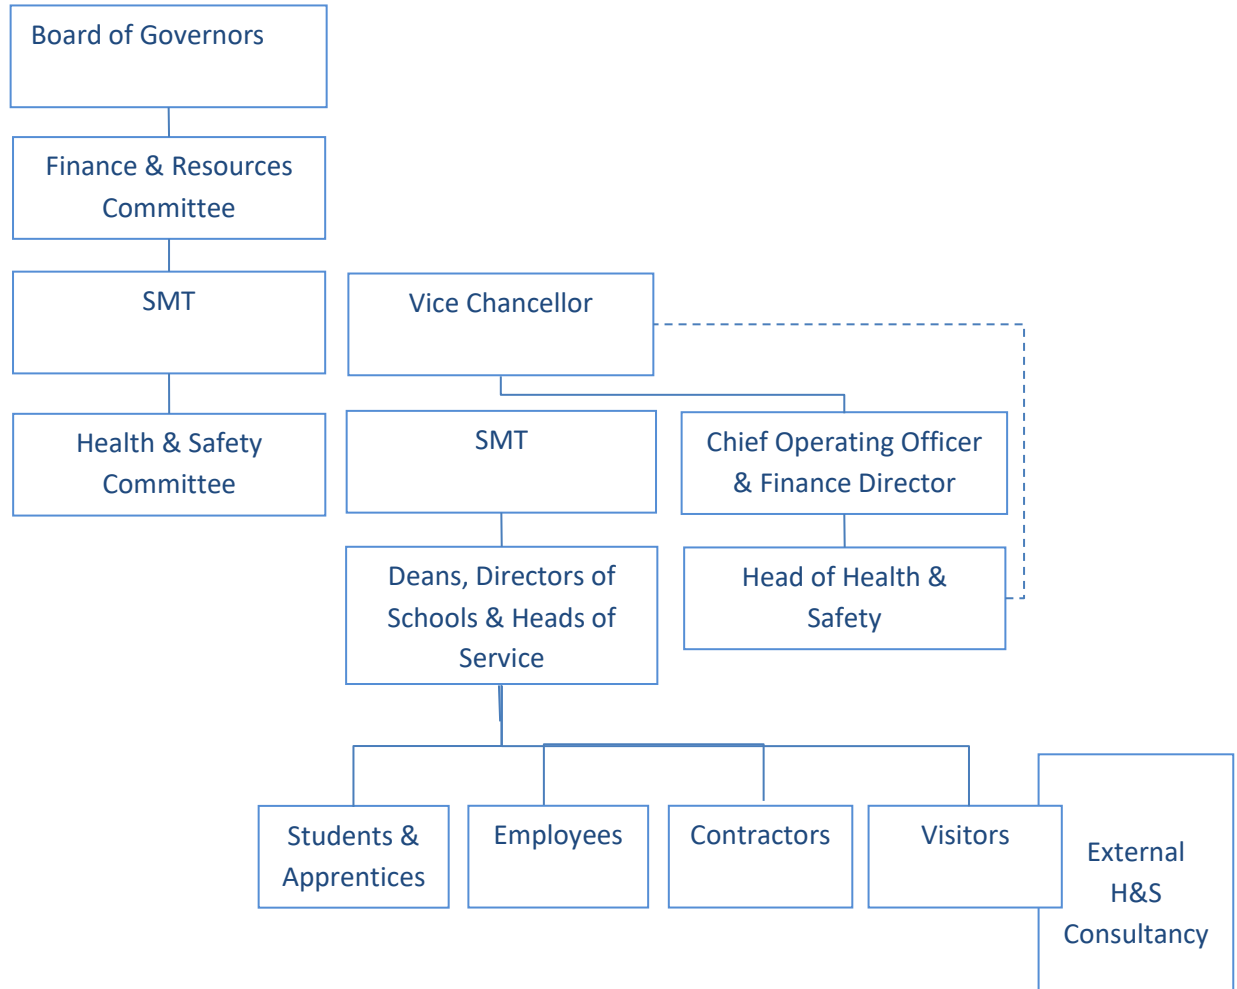 Board of Governors
Finance & Resources
Committee
SMT
Vice Chancellor
Health & Safety
Committee
SMT
Chief Operating Officer
& Finance Director
Deans, Directors of
Schools & Heads of
Service
Head of Health &
Safety
Students &
Apprentices
Employees
Contractors
Visitors
External
H&S
Consultancy